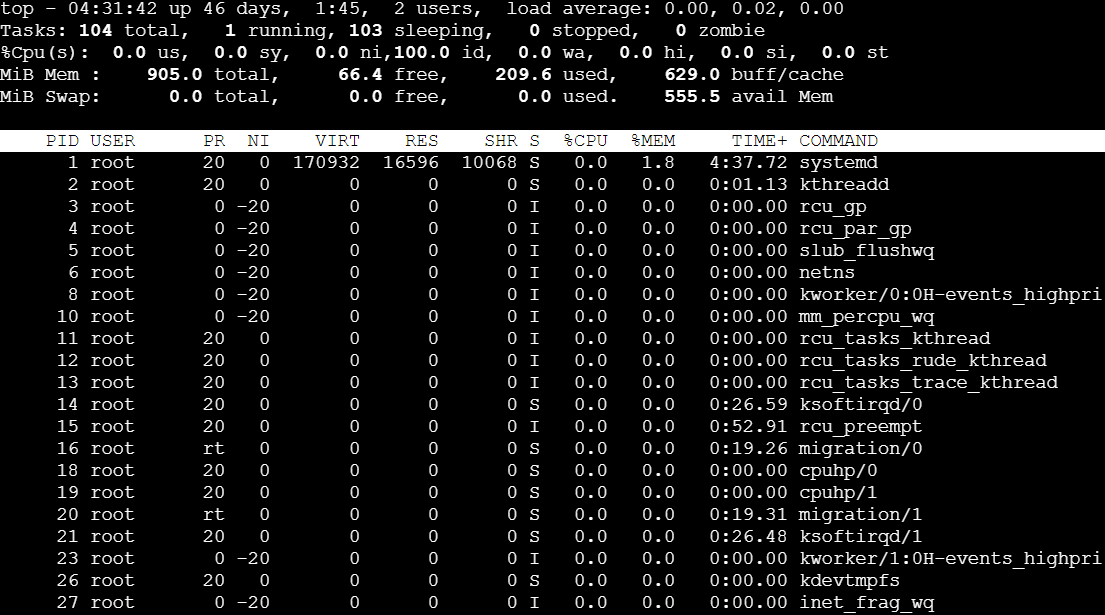 top - 04:31:42 up 46 days,  1:45,  2 users,  load average: 0.00, 0.02, 0.00
Tasks: 104 total,   1 running, 103 sleeping,   0 stopped,   0 zombie
%Cpu(s):  0.0 us,  0.0 sy,  0.0 ni,100.0 id,  0.0 wa,  0.0 hi,  0.0 si,  0.0 st
MiB Mem :    905.0 total,     66.4 free,    209.6 used,    629.0 buff/cache
MiB Swap:      0.0 total,      0.0 free,      0.0 used.    555.5 avail Mem
    PID USER      PR  NI    VIRT    RES    SHR S  %CPU  %MEM     TIME+ COMMAND
      1 root      20   0  170932  16596  10068 S   0.0   1.8   4:37.72 systemd
      2 root      20   0       0      0      0 S   0.0   0.0   0:01.13 kthreadd
      3 root       0 -20       0      0      0 I   0.0   0.0   0:00.00 rcu_gp
      4 root       0 -20       0      0      0 I   0.0   0.0   0:00.00 rcu_par_gp
      5 root       0 -20       0      0      0 I   0.0   0.0   0:00.00 slub_flushwq
      6 root       0 -20       0      0      0 I   0.0   0.0   0:00.00 netns
      8 root       0 -20       0      0      0 I   0.0   0.0   0:00.00 kworker/0:0H-events_highpri
     10 root       0 -20       0      0      0 I   0.0   0.0   0:00.00 mm_percpu_wq
     11 root      20   0       0      0      0 I   0.0   0.0   0:00.00 rcu_tasks_kthread
     12 root      20   0       0      0      0 I   0.0   0.0   0:00.00 rcu_tasks_rude_kthread
     13 root      20   0       0      0      0 I   0.0   0.0   0:00.00 rcu_tasks_trace_kthread
     14 root      20   0       0      0      0 S   0.0   0.0   0:26.59 ksoftirqd/0
     15 root      20   0       0      0      0 I   0.0   0.0   0:52.91 rcu_preempt
     16 root      rt   0       0      0      0 S   0.0   0.0   0:19.26 migration/0
     18 root      20   0       0      0      0 S   0.0   0.0   0:00.00 cpuhp/0
     19 root      20   0       0      0      0 S   0.0   0.0   0:00.00 cpuhp/1
     20 root      rt   0       0      0      0 S   0.0   0.0   0:19.31 migration/1
     21 root      20   0       0      0      0 S   0.0   0.0   0:26.48 ksoftirqd/1
     23 root       0 -20       0      0      0 I   0.0   0.0   0:00.00 kworker/1:0H-events_highpri
     26 root      20   0       0      0      0 S   0.0   0.0   0:00.00 kdevtmpfs
     27 root       0 -20       0      0      0 I   0.0   0.0   0:00.00 inet_frag_wq